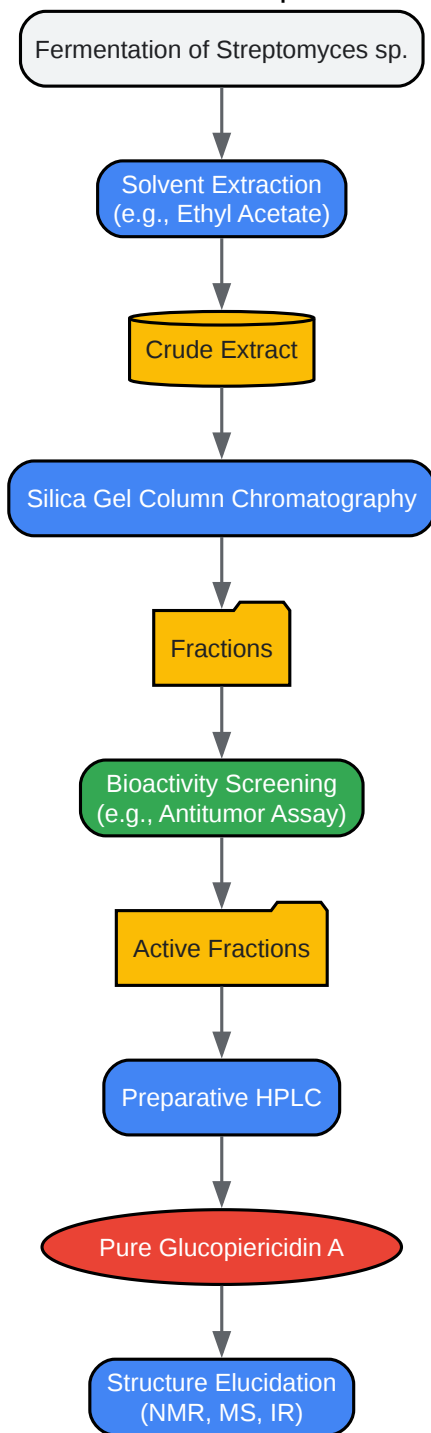 Fermentation of Streptomyces sp.
Solvent Extraction
(e.g., Ethyl Acetate)
Crude Extract
Silica Gel Column Chromatography
Fractions
Bioactivity Screening
(e.g., Antitumor Assay)
Active Fractions
Preparative HPLC
Pure Glucopiericidin A
Structure Elucidation
(NMR, MS, IR)